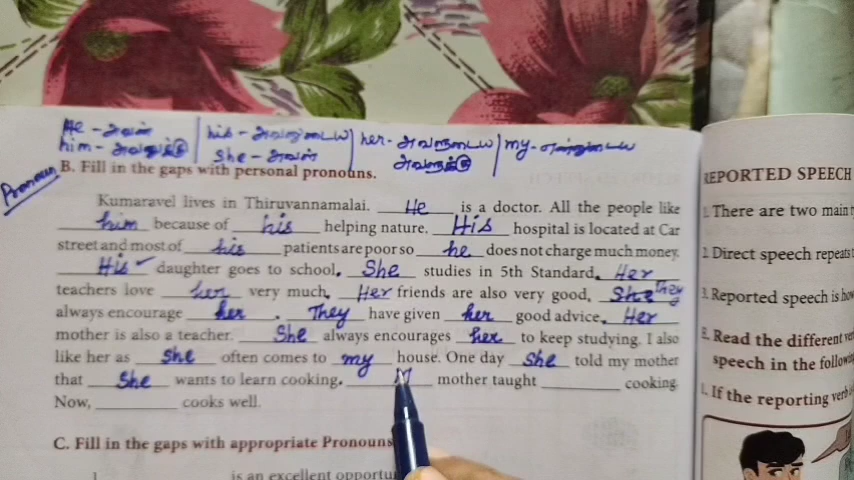 He - அவன் | his - அவனுடைய | her - அவளுடைய | my - என்னுடைய
him - அவனுக்கு | she - அவள் | அவளுக்கு
Pronoun
B. Fill in the gaps with personal pronouns.
Kumaravel lives in Thiruvannamalai. He is a doctor. All the people like
him because of his helping nature. His hospital is located at Car
street and most of his patients are poor so he does not charge much money.
His daughter goes to school. She studies in 5th Standard. Her
teachers love her very much. Her friends are also very good, She they
always encourage her. They have given her good advice. Her
mother is also a teacher. She always encourages her to keep studying. I also
like her as she often comes to my house. One day she told my mother
that she wants to learn cooking. M mother taught ______ cooking.
Now, ______ cooks well.
C. Fill in the gaps with appropriate Pronouns
1 ______ is an excellent opportu
REPORTED SPEECH
1. There are two main
2. Direct speech repeats
3. Reported speech is how
E. Read the different ver
speech in the followin
1. If the reporting verb